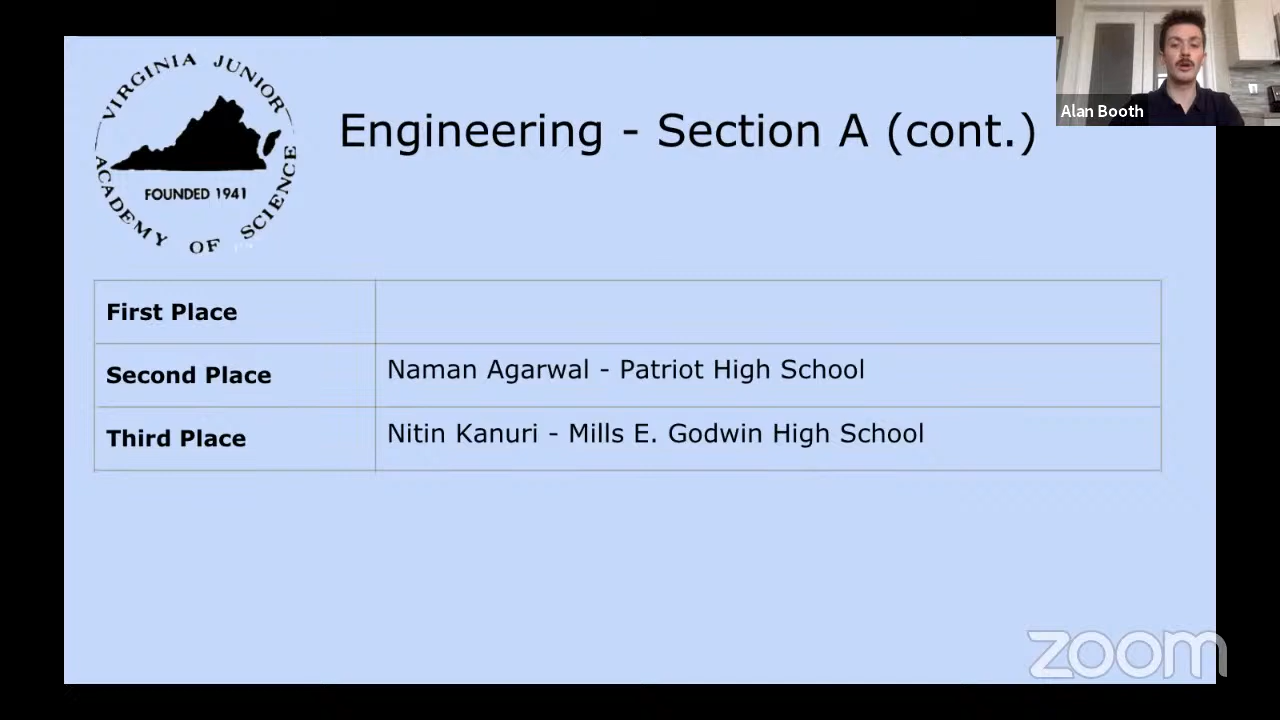 VIRGINIA JUNIOR
ACADEMY OF SCIENCE
FOUNDED 1941
Engineering - Section A (cont.)
Alan Booth
First Place
Second Place Naman Agarwal - Patriot High School
Third Place Nitin Kanuri - Mills E. Godwin High School
zoom